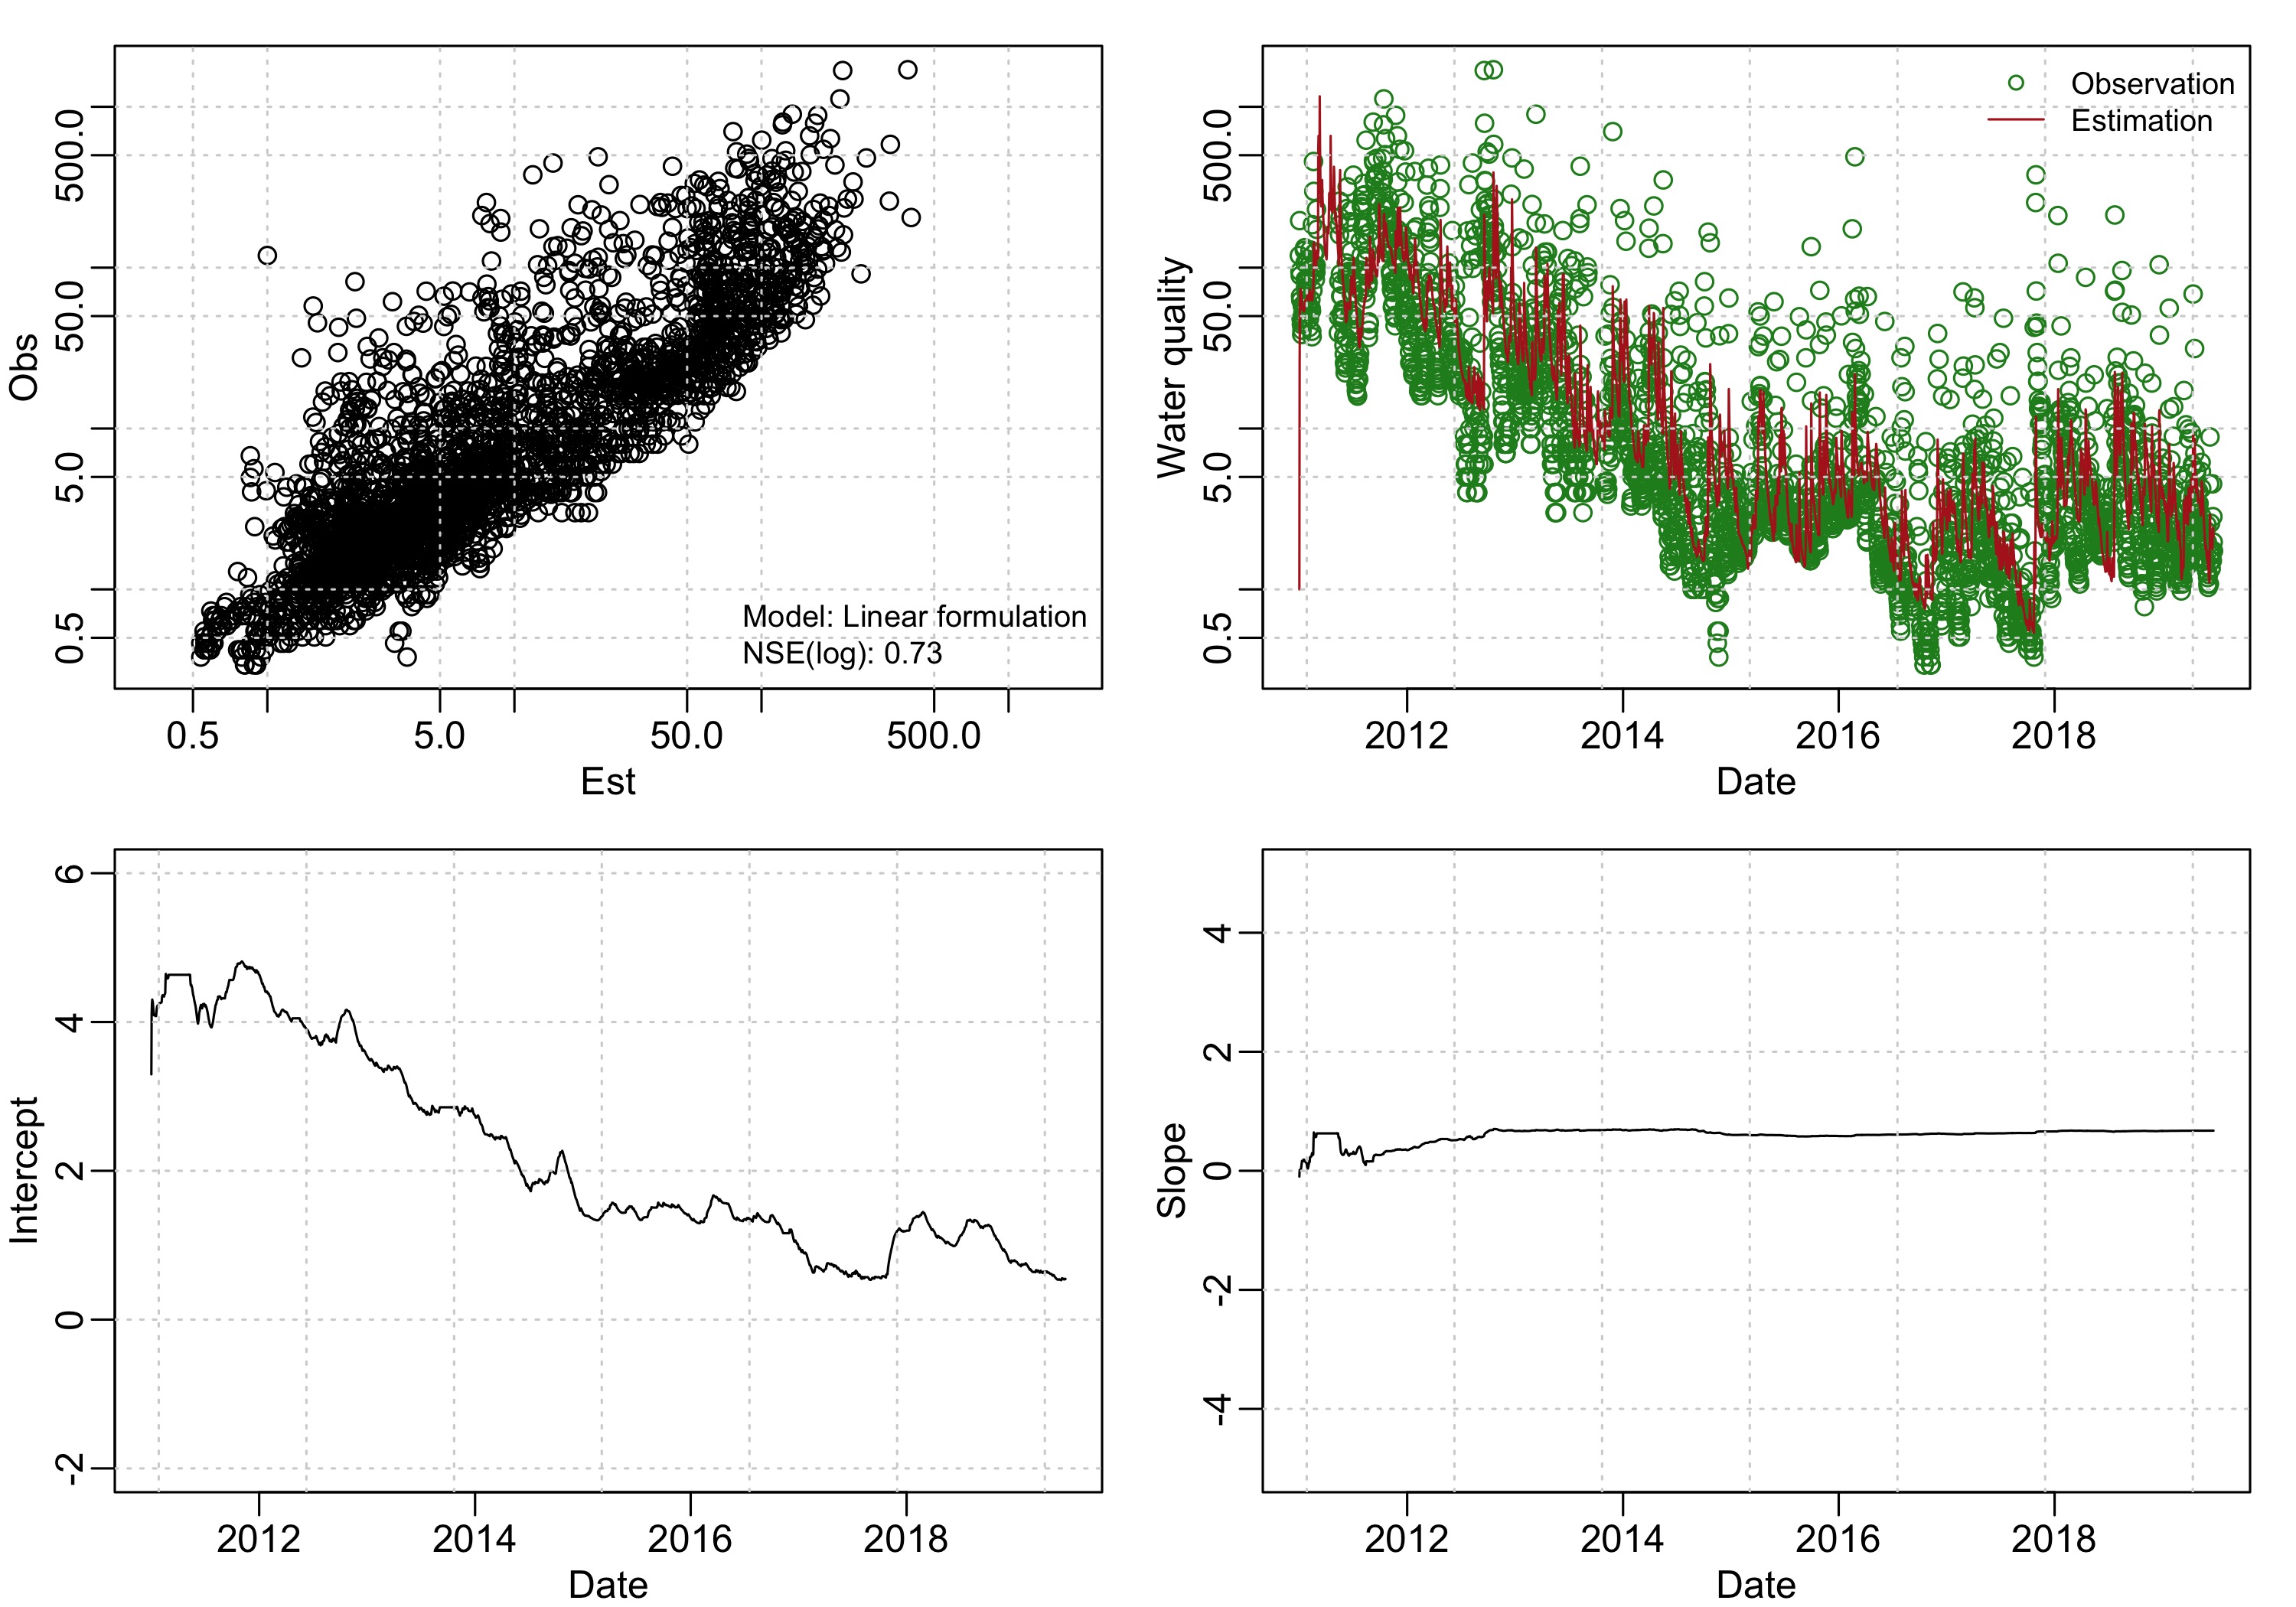 Obs
500.0
50.0
5.0
0.5
Model: Linear formulation
NSE(log): 0.73
0.5 5.0 50.0 500.0
Est
Water quality
500.0
50.0
5.0
0.5
Observation
Estimation
2012 2014 2016 2018
Date
Intercept
6
4
2
0
-2
2012 2014 2016 2018
Date
Slope
4
2
0
-2
-4
2012 2014 2016 2018
Date